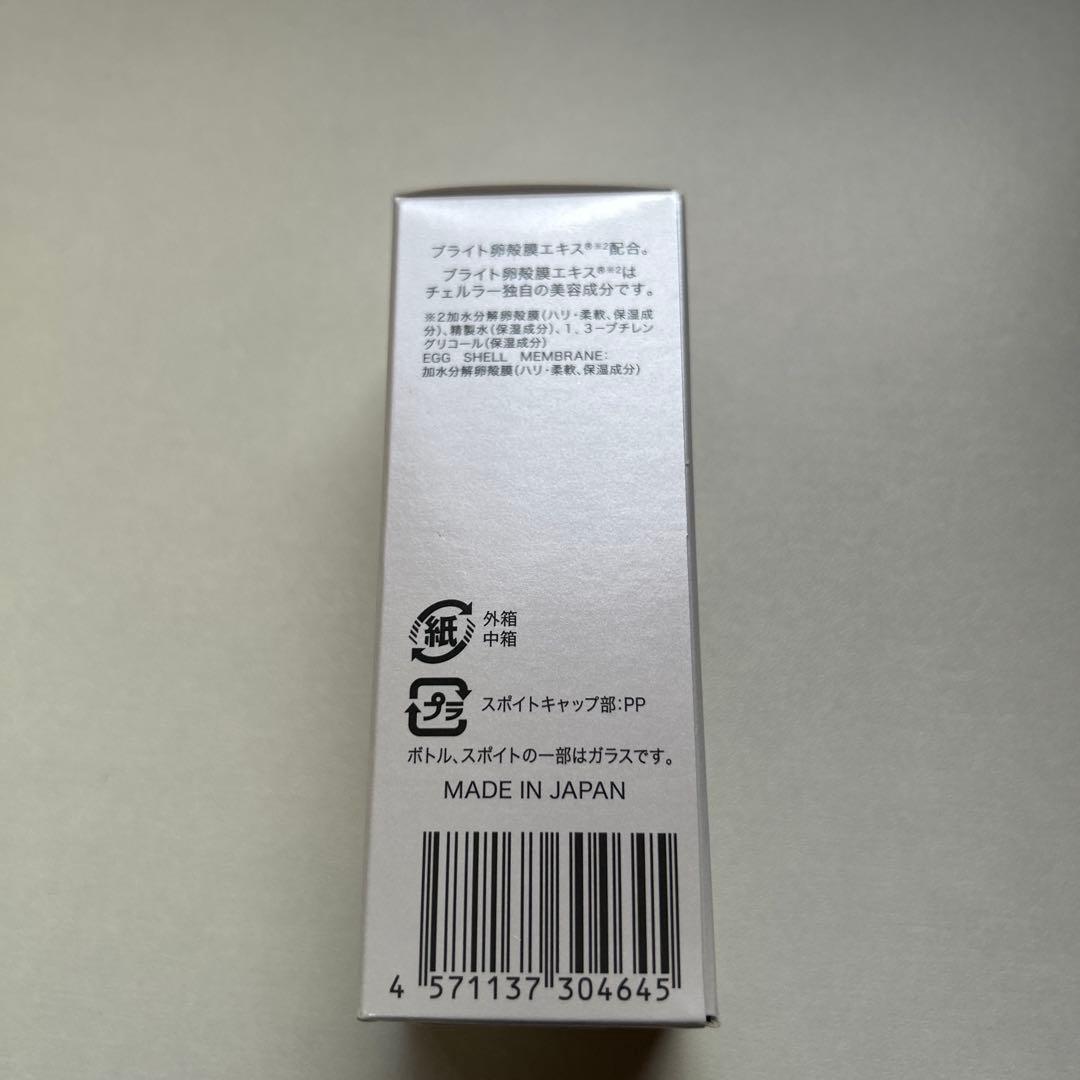 ブライト卵殻膜エキス®※2配合。
ブライト卵殻膜エキス®※2は
チェルラー独自の美容成分です。
※2加水分解卵殻膜(ハリ・柔軟、保湿成
分)、精製水(保湿成分)、1、3-ブチレン
グリコール(保湿成分)
EGG SHELL MEMBRANE:
加水分解卵殻膜(ハリ・柔軟、保湿成分)
紙 外箱
中箱
プラ スポイトキャップ部:PP
ボトル、スポイトの一部はガラスです。
MADE IN JAPAN
4 571137 304645